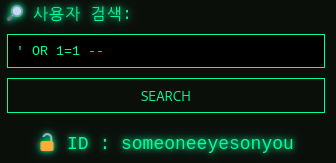 🔎 사용자 검색:
' OR 1=1 --
SEARCH
🔓 ID : someoneeyesonyou